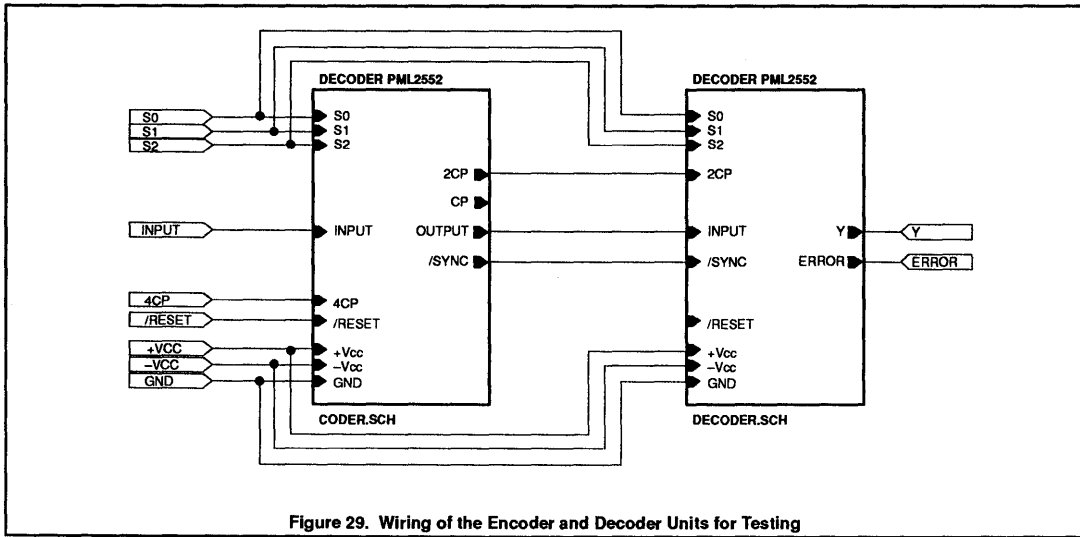 DECODER PML2552
DECODER PML2552
S0
S1
S2
INPUT
4CP
/RESET
+VCC
–VCC
GND
S0
S1
S2
2CP
CP
INPUT
OUTPUT
/SYNC
4CP
/RESET
+Vcc
–Vcc
GND
CODER.SCH
S0
S1
S2
2CP
INPUT
Y
/SYNC
ERROR
/RESET
+Vcc
–Vcc
GND
DECODER.SCH
Y
ERROR
Figure 29. Wiring of the Encoder and Decoder Units for Testing